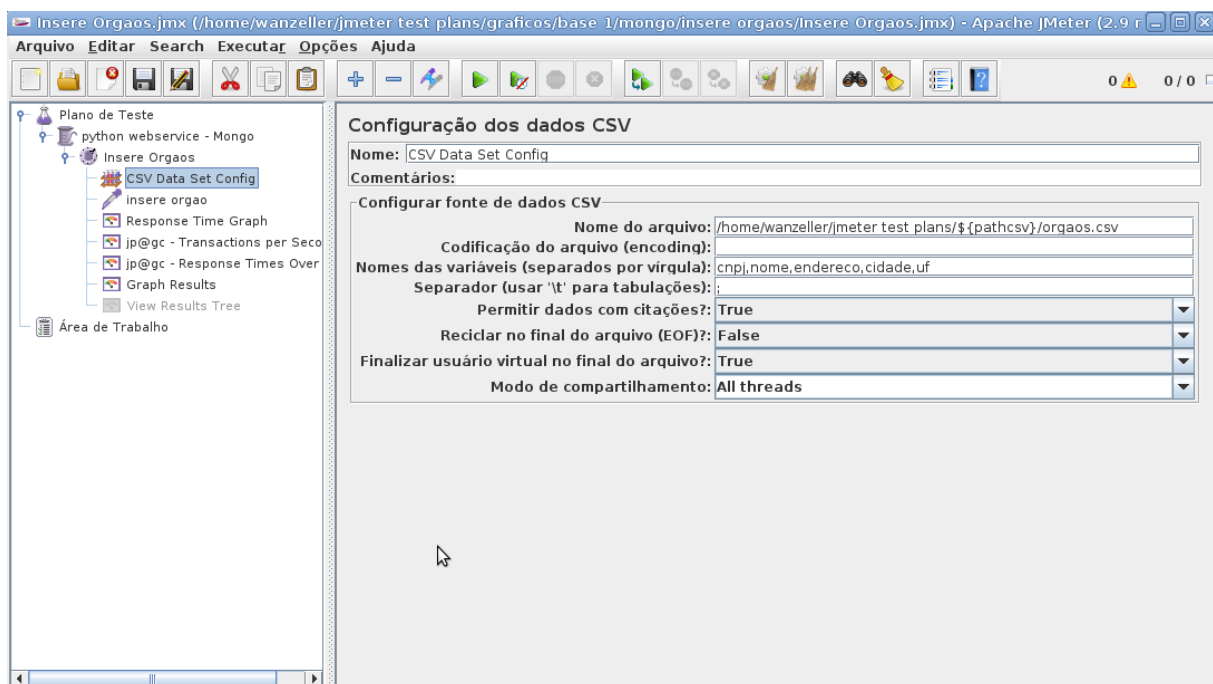 Insere Orgaos.jmx (/home/wanzeller/jmeter test plans/graficos/base 1/mongo/insere orgaos/Insere Orgaos.jmx) - Apache JMeter (2.9 r
Arquivo Editar Search Executar Opções Ajuda
0 0 / 0
Plano de Teste
python webservice - Mongo
Insere Orgaos
CSV Data Set Config
insere orgao
Response Time Graph
jp@gc - Transactions per Seco
jp@gc - Response Times Over
Graph Results
View Results Tree
Área de Trabalho
Configuração dos dados CSV
Nome: CSV Data Set Config
Comentários:
Configurar fonte de dados CSV
Nome do arquivo: /home/wanzeller/jmeter test plans/${pathcsv}/orgaos.csv
Codificação do arquivo (encoding):
Nomes das variáveis (separados por vírgula): cnpj,nome,endereco,cidade,uf
Separador (usar '\t' para tabulações): ;
Permitir dados com citações?: True
Reciclar no final do arquivo (EOF)?: False
Finalizar usuário virtual no final do arquivo?: True
Modo de compartilhamento: All threads